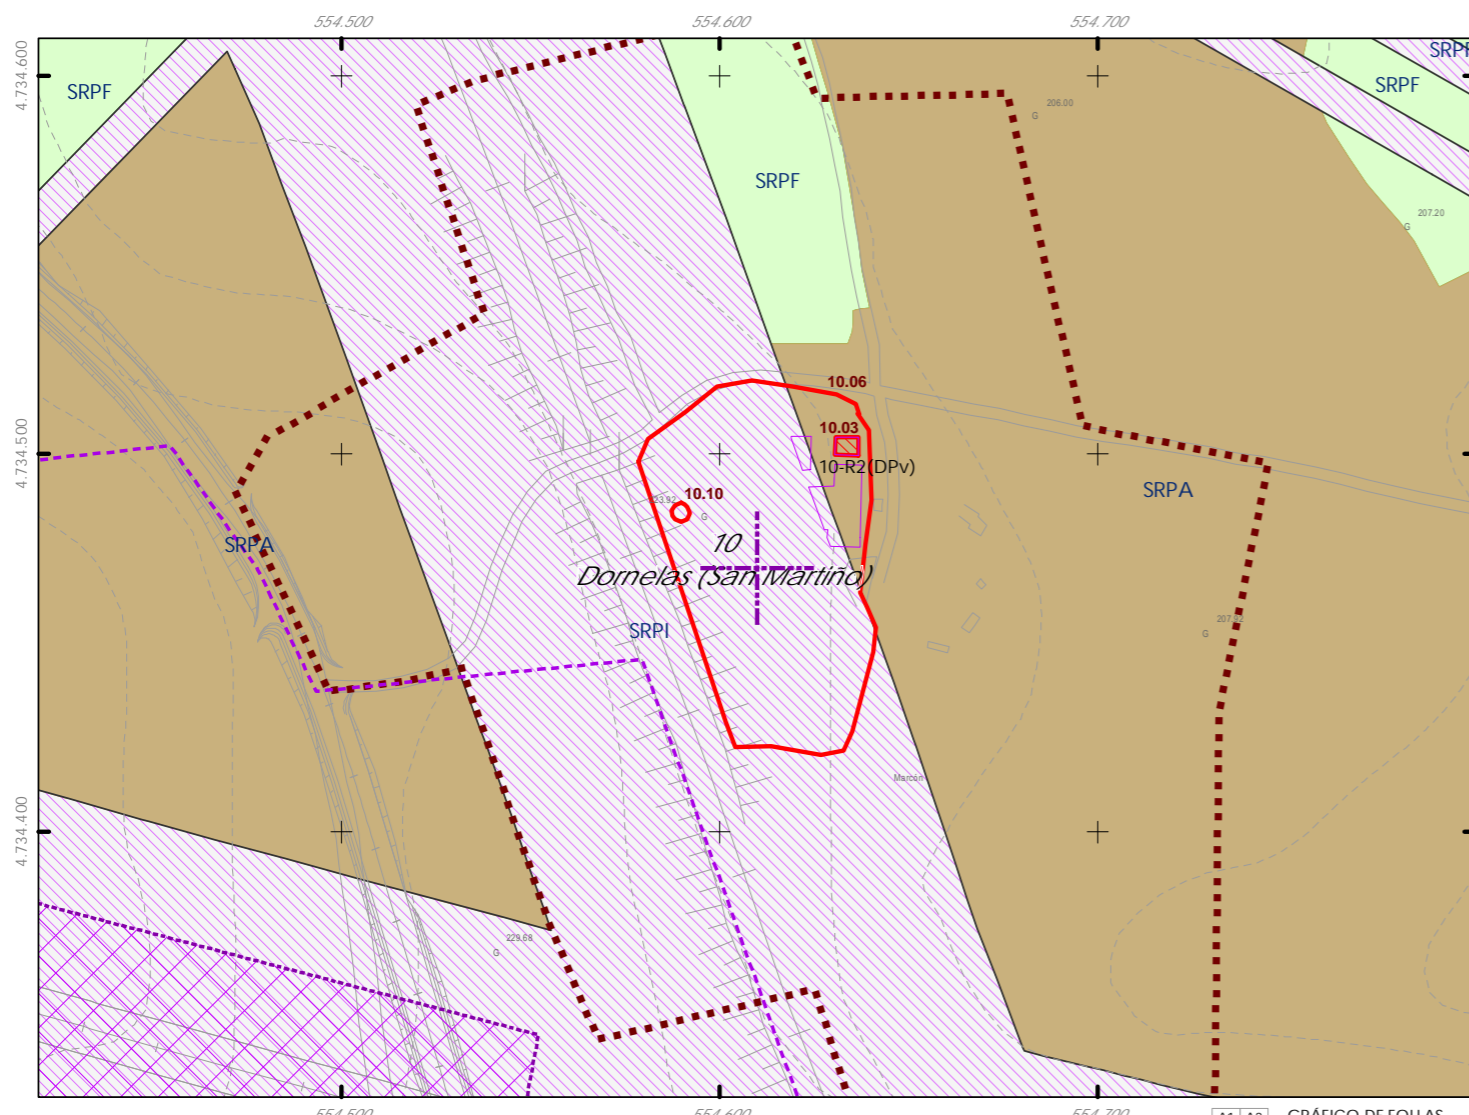 554.500 554.600 554.700
4.734.600
SRPF
SRPF
SRPF
206.00
G
SRPF
207.20
G
10.06
10.03
10-R2(DPv)
4.734.500
10.10
G
SRPA
SRPA
10
Dornelas (San Martiño)
SRPI
207.92
G
Marcón
4.734.400
229.68
G
554.500 554.600 554.700
A1 A2 GRÁFICO DE FOLLAS